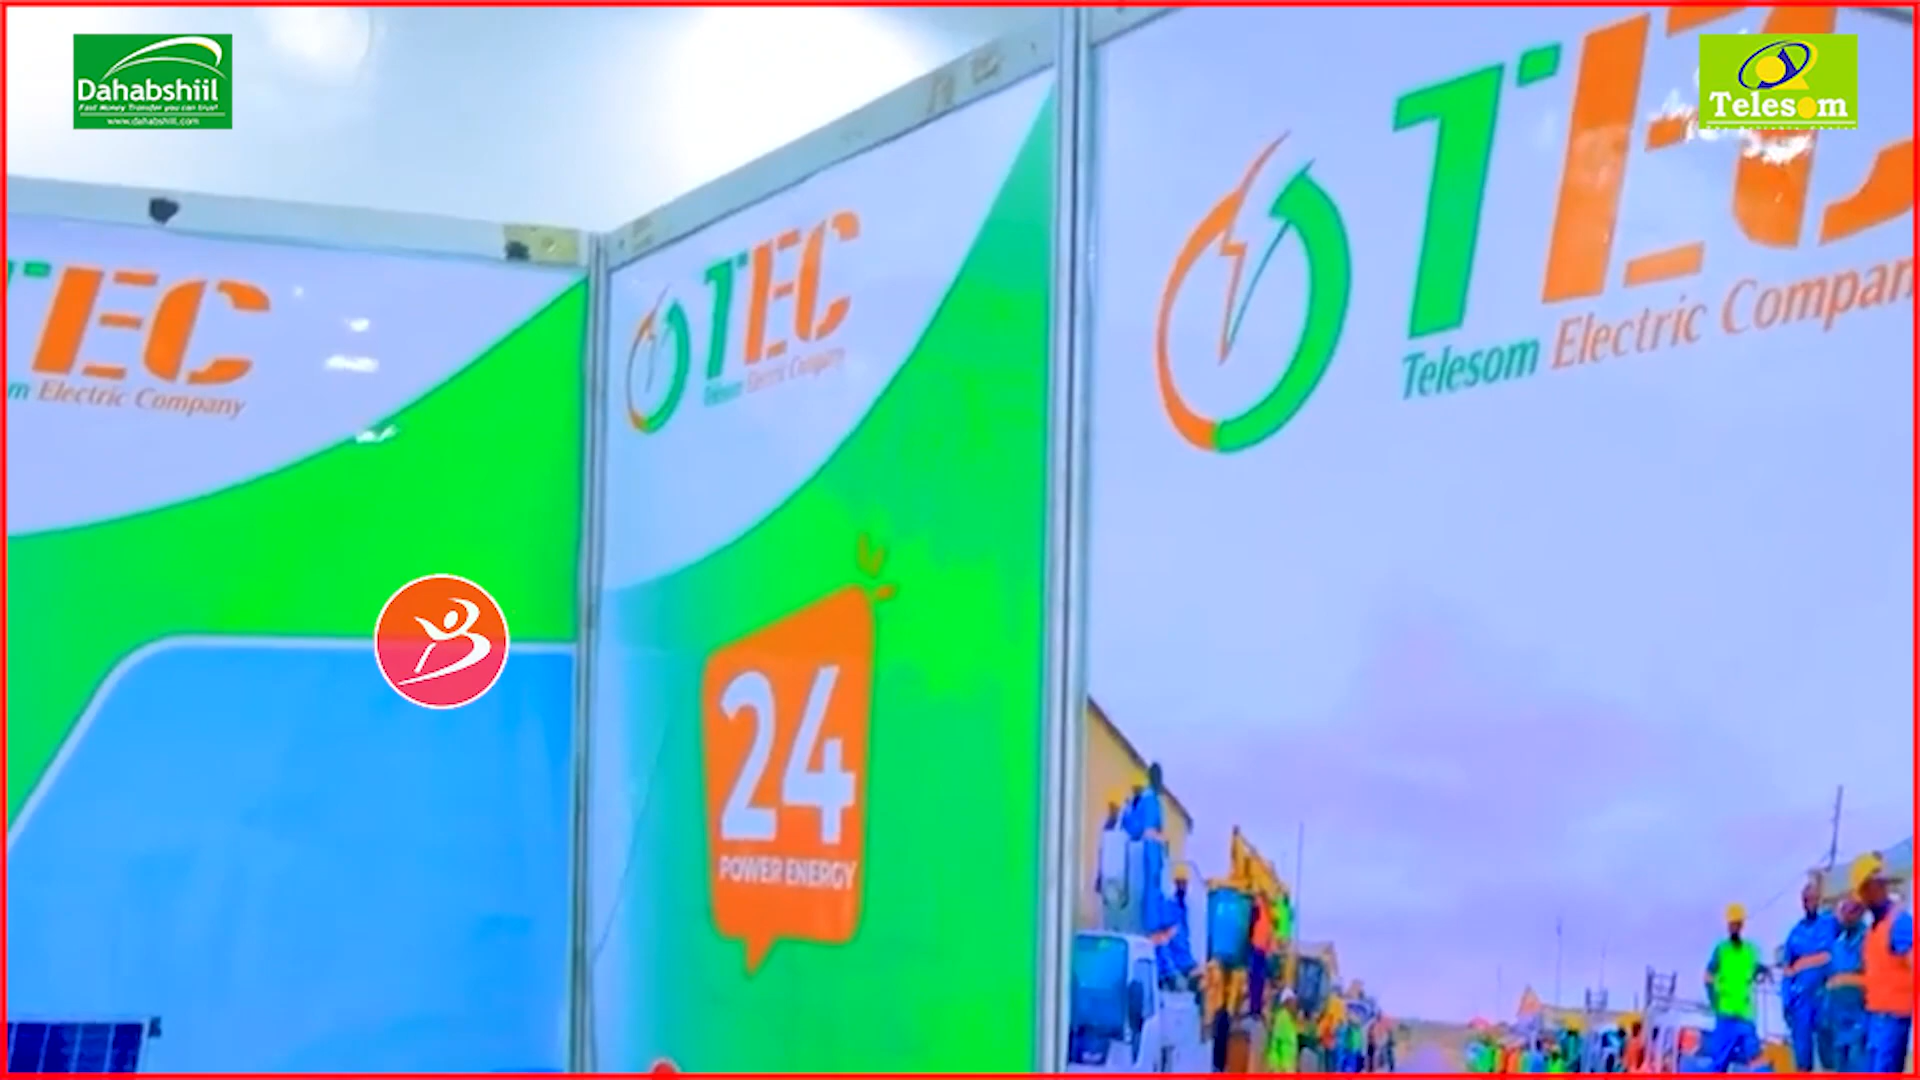 Dahabshiil
Fast Money Transfer you can trust
www.dahabshiil.com
Telesom
TEC
m Electric Company
TEC
Telesom Electric Company
TEC
Telesom Electric Compan
24
POWER ENERGY